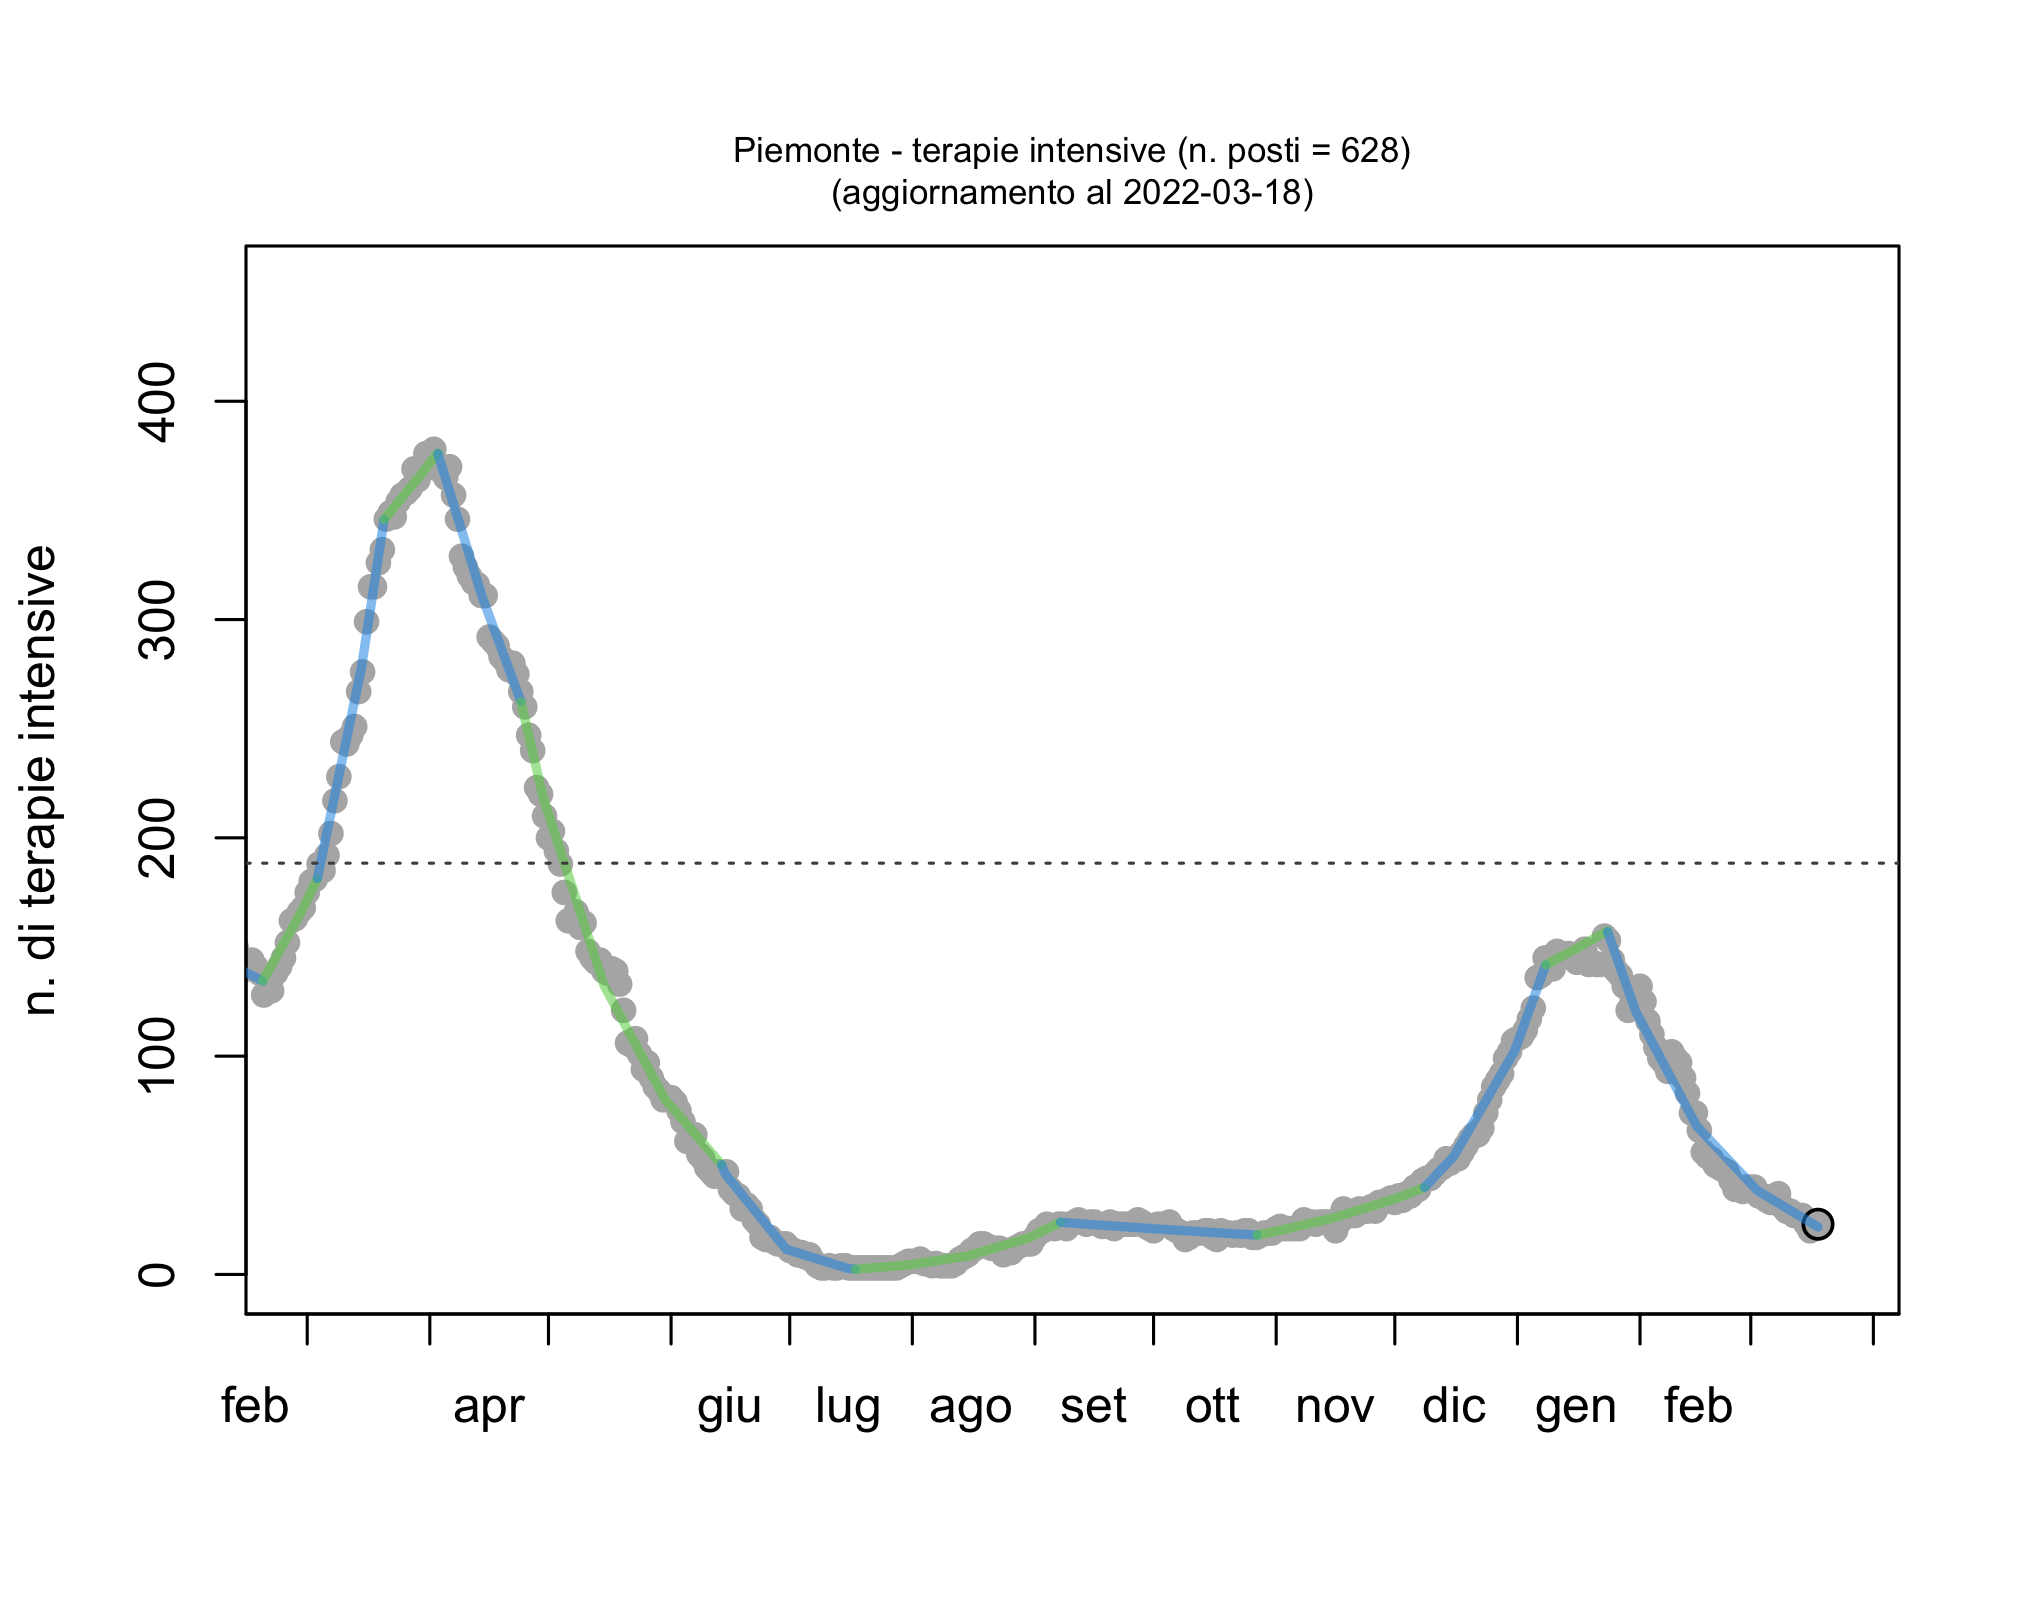 Piemonte - terapie intensive (n. posti = 628)
(aggiornamento al 2022-03-18)
n. di terapie intensive
400
300
200
100
0
feb apr giu lug ago set ott nov dic gen feb